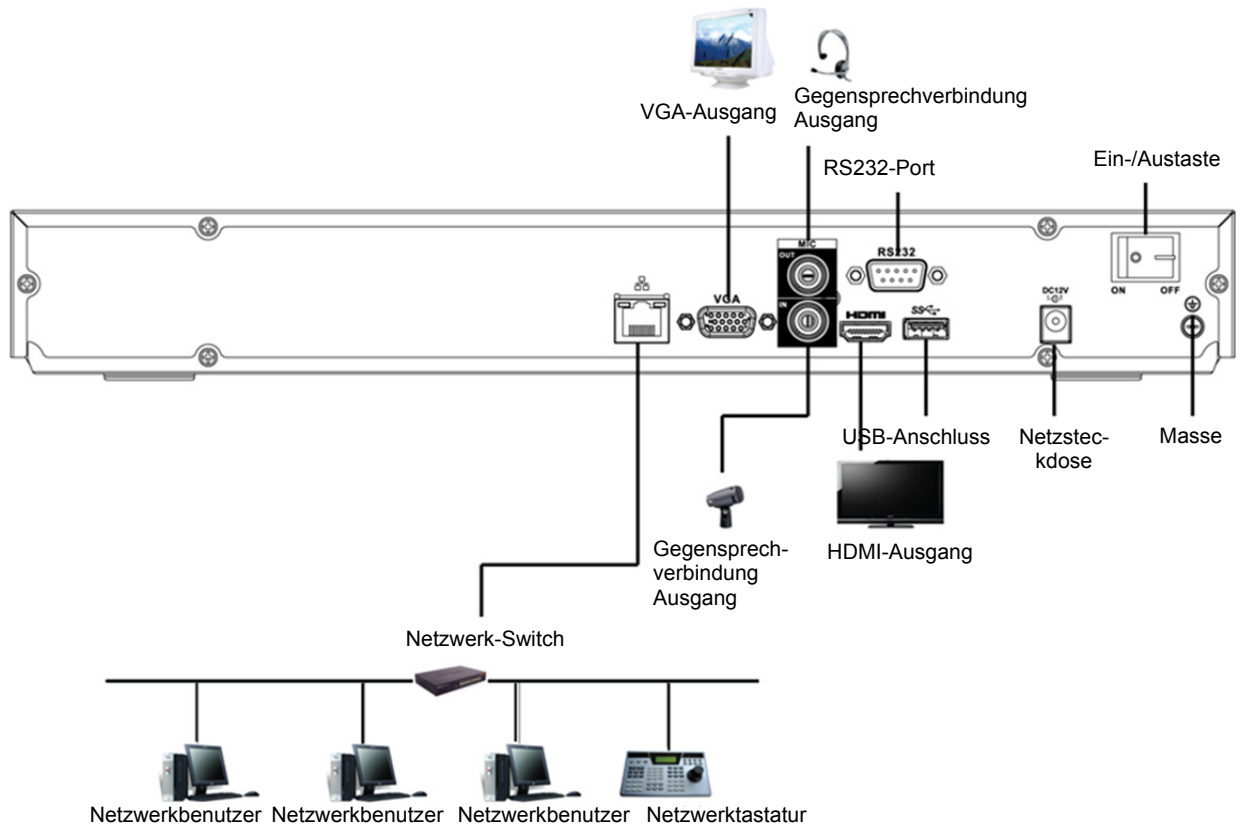 VGA-Ausgang
Gegensprechverbindung
Ausgang
RS232-Port
Ein-/Austaste
MIC
OUT
RS232
VGA
IN
HDMI
SS
DC12V
ON OFF
USB-Anschluss
Netzstec-
kdose
Masse
Gegensprech-
verbindung
Ausgang
HDMI-Ausgang
Netzwerk-Switch
Netzwerkbenutzer Netzwerkbenutzer Netzwerkbenutzer Netzwerktastatur